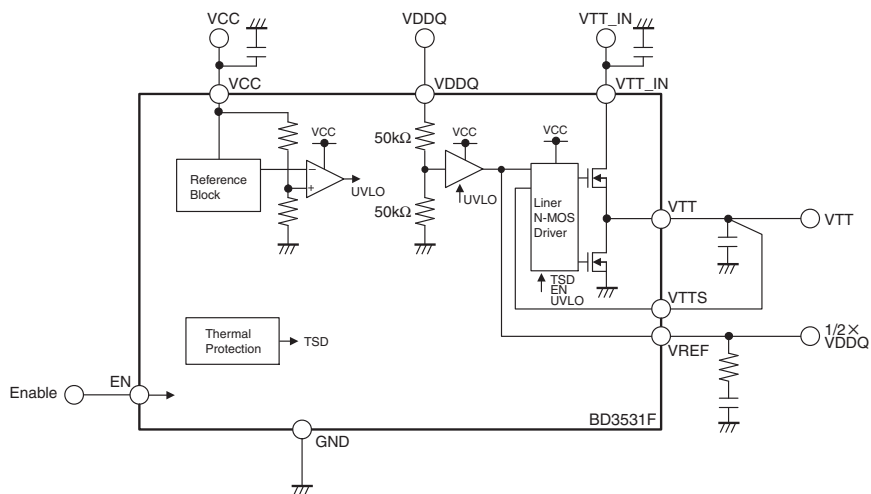 VCC
VDDQ
VTT_IN
VCC
VDDQ
VTT_IN
50kΩ
VCC
VCC
VCC
Reference
Block
−
+
UVLO
UVLO
50kΩ
Liner
N-MOS
Driver
TSD
EN
UVLO
VTT
VTT
VTTS
VREF
1/2×
VDDQ
Thermal
Protection
TSD
Enable
EN
GND
BD3531F